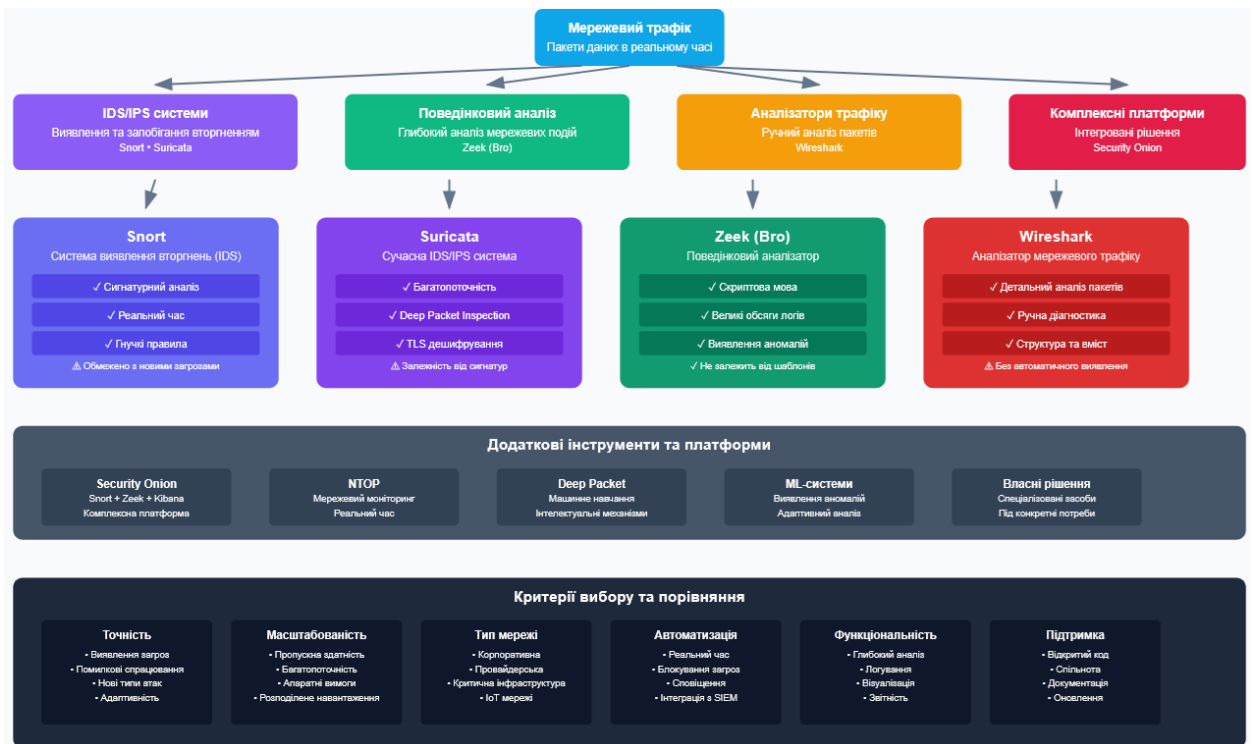 Мережевий трафік
Пакети даних в реальному часі
IDS/IPS системи
Виявлення та запобігання вторгненням
Snort • Suricata
Поведінковий аналіз
Глибокий аналіз мережевих подій
Zeek (Bro)
Аналізатори трафіку
Ручний аналіз пакетів
Wireshark
Комплексні платформи
Інтегровані рішення
Security Onion
Snort
Система виявлення вторгнень (IDS)
✓ Сигнатурний аналіз
✓ Реальний час
✓ Гнучкі правила
⚠ Обмежено з новими загрозами
Suricata
Сучасна IDS/IPS система
✓ Багатопоточність
✓ Deep Packet Inspection
✓ TLS дешифрування
⚠ Залежність від сигнатур
Zeek (Bro)
Поведінковий аналізатор
✓ Скриптова мова
✓ Великі обсяги логів
✓ Виявлення аномалій
✓ Не залежить від шаблонів
Wireshark
Аналізатор мережевого трафіку
✓ Детальний аналіз пакетів
✓ Ручна діагностика
✓ Структура та вміст
⚠ Без автоматичного виявлення
Додаткові інструменти та платформи
Security Onion
Snort + Zeek + Kibana
Комплексна платформа
NTOP
Мережевий моніторинг
Реальний час
Deep Packet
Машинне навчання
Інтелектуальні механізми
ML-системи
Виявлення аномалій
Адаптивний аналіз
Власні рішення
Спеціалізовані засоби
Під конкретні потреби
Критерії вибору та порівняння
Точність
• Виявлення загроз
• Помилкові спрацювання
• Нові типи атак
• Адаптивність
Масштабованість
• Пропускна здатність
• Багатопоточність
• Апаратні вимоги
• Розподілене навантаження
Тип мережі
• Корпоративна
• Провайдерська
• Критична інфраструктура
• IoT мережі
Автоматизація
• Реальний час
• Блокування загроз
• Сповіщення
• Інтеграція з SIEM
Функціональність
• Глибокий аналіз
• Логування
• Візуалізація
• Звітність
Підтримка
• Відкритий код
• Спільнота
• Документація
• Оновлення